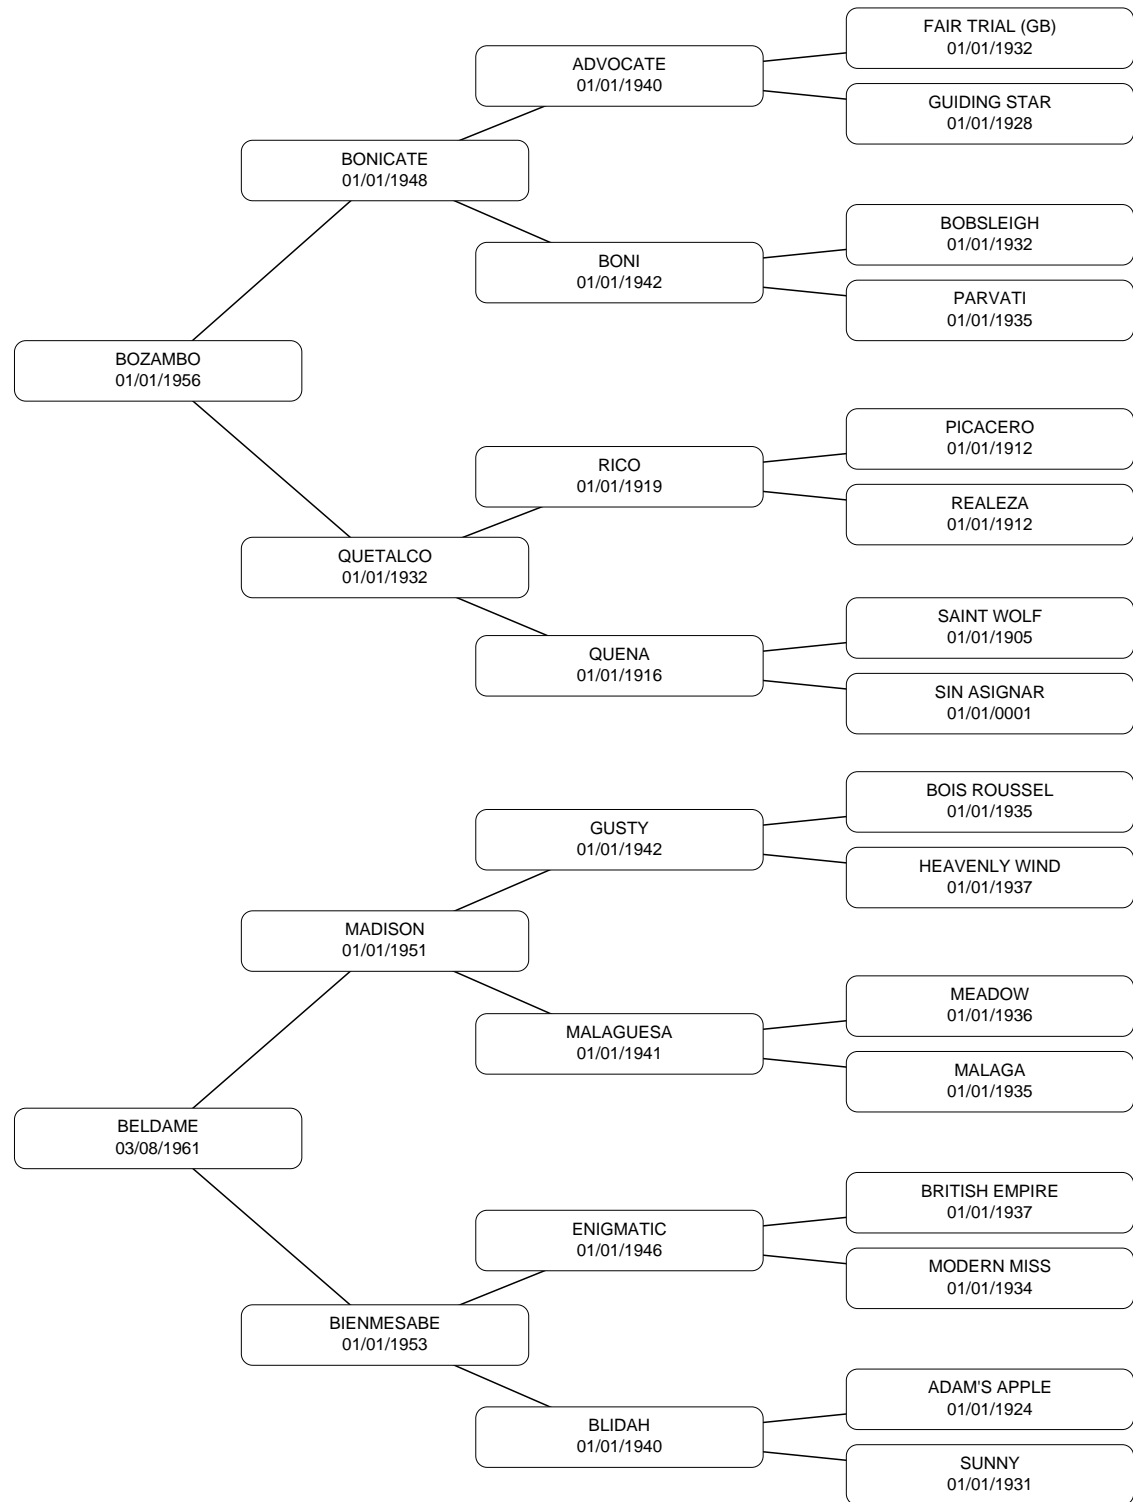 FAIR TRIAL (GB)
01/01/1932
ADVOCATE
01/01/1940
GUIDING STAR
01/01/1928
BONICATE
01/01/1948
BOBSLEIGH
01/01/1932
BONI
01/01/1942
PARVATI
01/01/1935
BOZAMBO
01/01/1956
PICACERO
01/01/1912
RICO
01/01/1919
REALEZA
01/01/1912
QUETALCO
01/01/1932
SAINT WOLF
01/01/1905
QUENA
01/01/1916
SIN ASIGNAR
01/01/0001
BOIS ROUSSEL
01/01/1935
GUSTY
01/01/1942
HEAVENLY WIND
01/01/1937
MADISON
01/01/1951
MEADOW
01/01/1936
MALAGUESA
01/01/1941
MALAGA
01/01/1935
BELDAME
03/08/1961
BRITISH EMPIRE
01/01/1937
ENIGMATIC
01/01/1946
MODERN MISS
01/01/1934
BIENMESABE
01/01/1953
ADAM'S APPLE
01/01/1924
BLIDAH
01/01/1940
SUNNY
01/01/1931